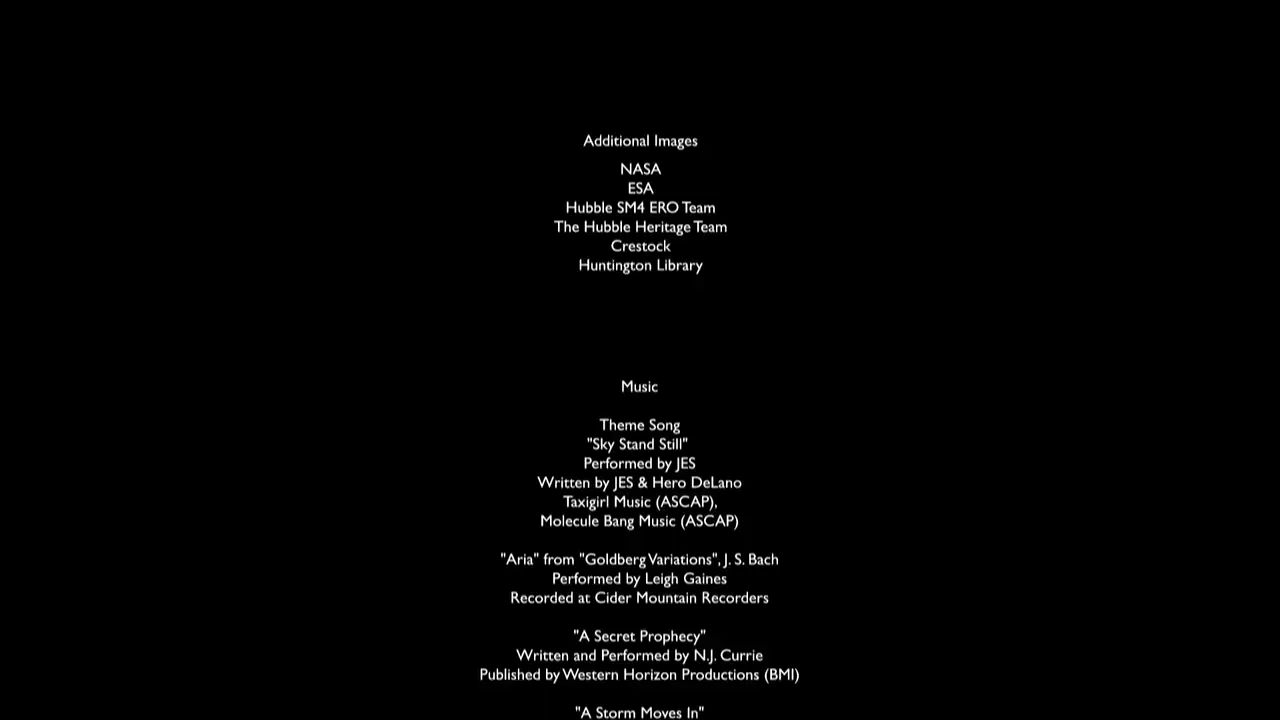 Additional Images
NASA
ESA
Hubble SM4 ERO Team
The Hubble Heritage Team
Crestock
Huntington Library
Music
Theme Song
"Sky Stand Still"
Performed by JES
Written by JES & Hero DeLano
Taxigirl Music (ASCAP),
Molecule Bang Music (ASCAP)
"Aria" from "Goldberg Variations", J. S. Bach
Performed by Leigh Gaines
Recorded at Cider Mountain Recorders
"A Secret Prophecy"
Written and Performed by N.J. Currie
Published by Western Horizon Productions (BMI)
"A Storm Moves In"